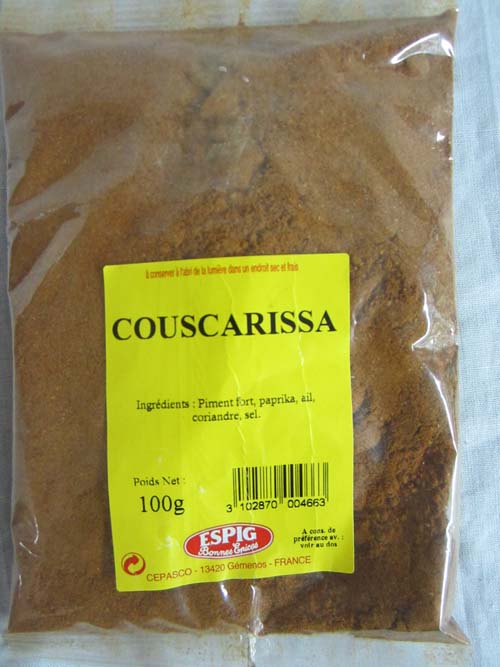 à conserver à l'abri de la lumière dans un endroit sec et frais
COUSCARISSA
Ingrédients : Piment fort, paprika, ail,
coriandre, sel.
Poids Net :
100g
3 102870 004663
ESPIG
Bonnes Epices
A cons. de
préférence av. :
voir au dos
CEPASCO - 13420 Gémenos - FRANCE